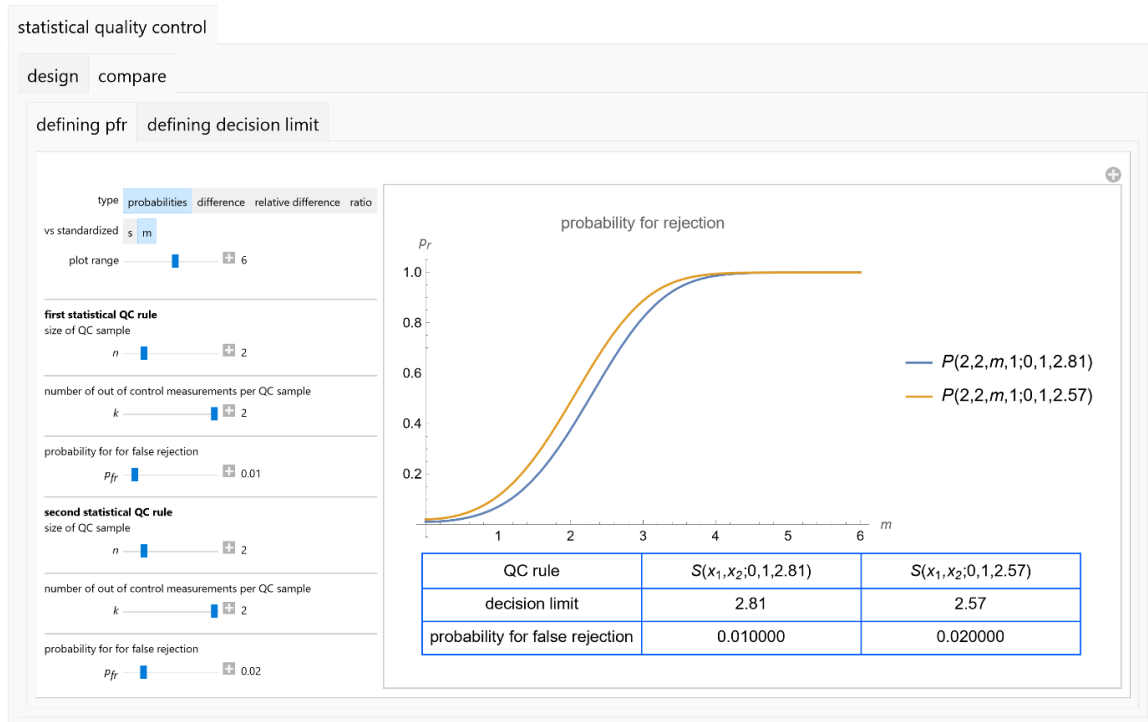 statistical quality control
design compare
defining pfr defining decision limit
type probabilities difference relative difference ratio
vs standardized s m
plot range 6
first statistical QC rule
size of QC sample
n 2
number of out of control measurements per QC sample
k 2
probability for for false rejection
pfr 0.01
second statistical QC rule
size of QC sample
n 2
number of out of control measurements per QC sample
k 2
probability for for false rejection
pfr 0.02
probability for rejection
pr
1.0
0.8
0.6
0.4
0.2
1 2 3 4 5 6 m
P(2,2,m,1;0,1,2.81)
P(2,2,m,1;0,1,2.57)
QC rule S(x₁,x₂;0,1,2.81) S(x₁,x₂;0,1,2.57)
decision limit 2.81 2.57
probability for false rejection 0.010000 0.020000